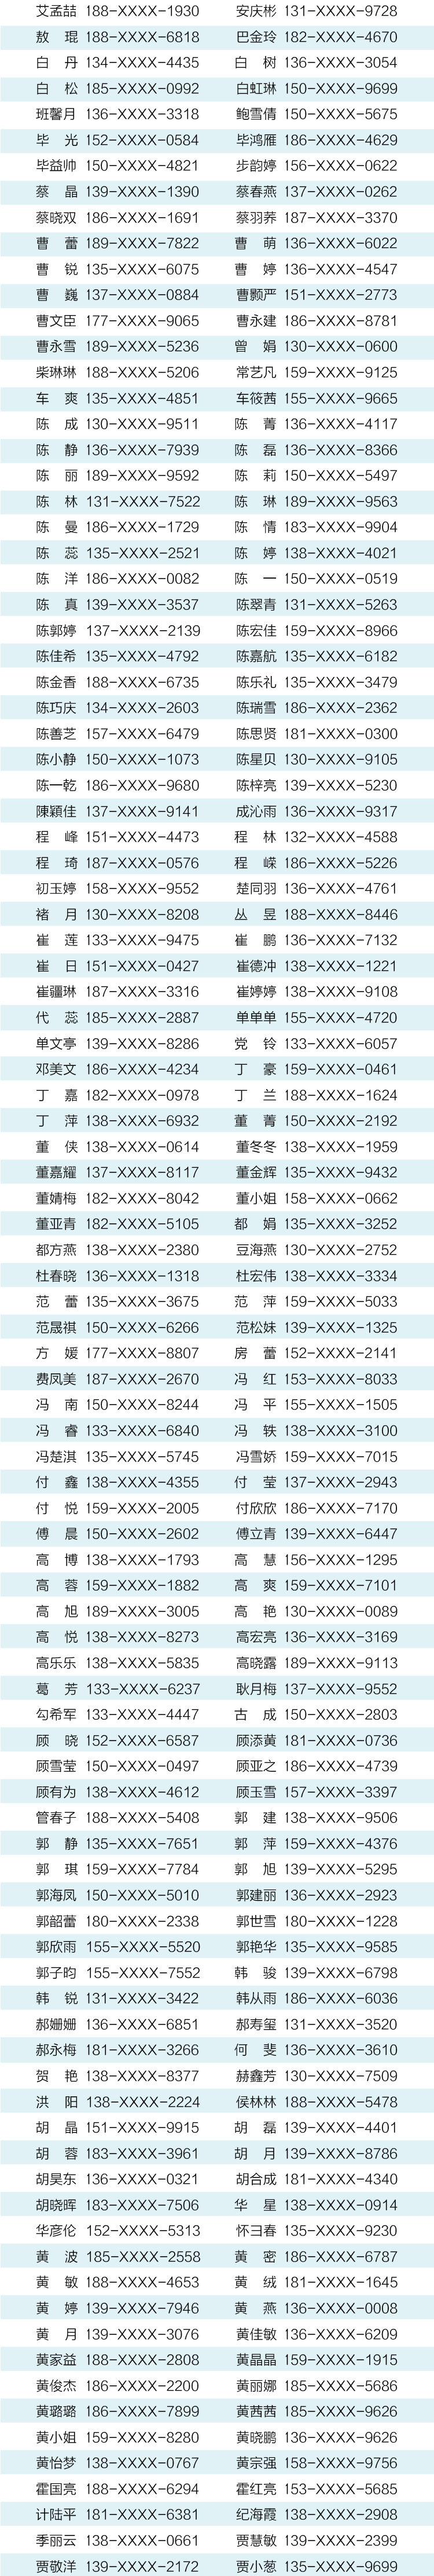 艾孟喆 188-XXXX-1930 安庆彬 131-XXXX-9728
敖 琨 188-XXXX-6818 巴金玲 182-XXXX-4670
白 丹 134-XXXX-4435 白 树 136-XXXX-3054
白 松 185-XXXX-0992 白虹琳 150-XXXX-9699
班馨月 136-XXXX-3318 鲍雪倩 150-XXXX-5675
毕 光 152-XXXX-0584 毕鸿雁 186-XXXX-4629
毕益帅 150-XXXX-4821 步韵婷 156-XXXX-0622
蔡 晶 139-XXXX-1390 蔡春燕 137-XXXX-0262
蔡晓双 186-XXXX-1691 蔡羽荞 187-XXXX-3370
曹 蕾 189-XXXX-7822 曹 萌 136-XXXX-6022
曹 锐 135-XXXX-6075 曹 婷 136-XXXX-4547
曹 巍 137-XXXX-0884 曹颢严 151-XXXX-2773
曹文臣 177-XXXX-9065 曹永建 186-XXXX-8781
曹永雪 189-XXXX-5236 曾 娟 130-XXXX-0600
柴琳琳 188-XXXX-5206 常艺凡 159-XXXX-9125
车 爽 135-XXXX-4851 车筱茜 155-XXXX-9665
陈 成 130-XXXX-9511 陈 菁 136-XXXX-4117
陈 静 136-XXXX-7939 陈 磊 136-XXXX-8366
陈 丽 189-XXXX-9592 陈 莉 150-XXXX-5497
陈 林 131-XXXX-7522 陈 琳 189-XXXX-9563
陈 曼 186-XXXX-1729 陈 情 183-XXXX-9904
陈 蕊 135-XXXX-2521 陈 婷 138-XXXX-4021
陈 洋 186-XXXX-0082 陈 一 150-XXXX-0519
陈 真 139-XXXX-3537 陈翠青 131-XXXX-5263
陈郭婷 137-XXXX-2139 陈宏佳 159-XXXX-8966
陈佳希 135-XXXX-4792 陈嘉航 135-XXXX-6182
陈金香 188-XXXX-6735 陈乐礼 135-XXXX-3479
陈巧庆 134-XXXX-2603 陈瑞雪 186-XXXX-2362
陈善芝 157-XXXX-6479 陈思贤 181-XXXX-0300
陈小静 150-XXXX-1073 陈星贝 130-XXXX-9105
陈一乾 186-XXXX-9680 陈梓亮 139-XXXX-5230
陳穎佳 137-XXXX-9141 成沁雨 136-XXXX-9317
程 峰 151-XXXX-4473 程 林 132-XXXX-4588
程 琦 187-XXXX-0576 程 嵘 186-XXXX-5226
初玉婷 158-XXXX-9552 楚同羽 136-XXXX-4761
褚 月 130-XXXX-8208 丛 昱 188-XXXX-8446
崔 莲 133-XXXX-9475 崔 鹏 136-XXXX-7132
崔 日 151-XXXX-0427 崔德冲 138-XXXX-1221
崔疆琳 187-XXXX-3316 崔婷婷 138-XXXX-9108
代 蕊 185-XXXX-2887 单单单 155-XXXX-4720
单文亭 139-XXXX-8286 党 铃 133-XXXX-6057
邓美文 186-XXXX-4234 丁 豪 159-XXXX-0461
丁 嘉 182-XXXX-0978 丁 兰 188-XXXX-1624
丁 萍 138-XXXX-6932 董 菁 150-XXXX-2192
董 侠 138-XXXX-0614 董冬冬 138-XXXX-1959
董嘉耀 137-XXXX-8117 董金辉 135-XXXX-9432
董婧梅 182-XXXX-8042 董小姐 158-XXXX-0662
董亚青 182-XXXX-5105 都 娟 135-XXXX-3252
都方燕 138-XXXX-2380 豆海燕 130-XXXX-2752
杜春晓 136-XXXX-1318 杜宏伟 138-XXXX-3334
范 蕾 135-XXXX-3675 范 萍 159-XXXX-5033
范晟祺 150-XXXX-6266 范松妹 139-XXXX-1325
方 媛 177-XXXX-8807 房 蕾 152-XXXX-2141
费凤美 187-XXXX-2670 冯 红 153-XXXX-8033
冯 南 150-XXXX-8244 冯 平 155-XXXX-1505
冯 睿 133-XXXX-6840 冯 轶 138-XXXX-3100
冯楚淇 135-XXXX-5745 冯雪娇 159-XXXX-7015
付 鑫 138-XXXX-4355 付 莹 137-XXXX-2943
付 悦 159-XXXX-2005 付欣欣 186-XXXX-7170
傅 晨 150-XXXX-2602 傅立青 139-XXXX-6447
高 博 138-XXXX-1793 高 慧 156-XXXX-1295
高 蓉 159-XXXX-1882 高 爽 159-XXXX-7101
高 旭 189-XXXX-3005 高 艳 130-XXXX-0089
高 悦 138-XXXX-8273 高宏亮 136-XXXX-3169
高乐乐 138-XXXX-5835 高晓露 189-XXXX-9113
葛 芳 133-XXXX-6237 耿月梅 137-XXXX-9552
勾希军 133-XXXX-4447 古 成 150-XXXX-2803
顾 晓 152-XXXX-6587 顾添黄 181-XXXX-0736
顾雪莹 150-XXXX-0497 顾亚之 186-XXXX-4739
顾有为 138-XXXX-4612 顾玉雪 157-XXXX-3397
管春子 188-XXXX-5408 郭 建 138-XXXX-9506
郭 静 135-XXXX-7651 郭 萍 159-XXXX-4376
郭 琪 159-XXXX-7784 郭 旭 139-XXXX-5295
郭海凤 150-XXXX-5010 郭建丽 136-XXXX-2923
郭韶蕾 180-XXXX-2338 郭世雪 180-XXXX-1228
郭欣雨 155-XXXX-5520 郭艳华 135-XXXX-9585
郭子昀 155-XXXX-7552 韩 骏 139-XXXX-6798
韩 锐 131-XXXX-3422 韩从雨 186-XXXX-6036
郝姗姗 136-XXXX-6851 郝寿玺 131-XXXX-3520
郝永梅 181-XXXX-3266 何 斐 136-XXXX-3610
贺 艳 138-XXXX-8377 赫鑫芳 130-XXXX-7509
洪 阳 138-XXXX-2224 侯林林 188-XXXX-5478
胡 晶 151-XXXX-9915 胡 磊 139-XXXX-4401
胡 蓉 183-XXXX-3961 胡 月 139-XXXX-8786
胡昊东 136-XXXX-0321 胡合成 181-XXXX-4340
胡晓晖 183-XXXX-7506 华 星 138-XXXX-0914
华彦伦 152-XXXX-5313 怀彐春 135-XXXX-9230
黄 波 185-XXXX-2558 黄 密 186-XXXX-6787
黄 敏 188-XXXX-4653 黄 绒 181-XXXX-1645
黄 婷 139-XXXX-7946 黄 燕 136-XXXX-0008
黄 月 139-XXXX-3076 黄佳敏 136-XXXX-6209
黄家益 188-XXXX-2808 黄晶晶 159-XXXX-1915
黄俊杰 186-XXXX-2200 黄丽娜 185-XXXX-5686
黄璐璐 186-XXXX-7899 黄茜茜 185-XXXX-9626
黄小姐 159-XXXX-8280 黄晓鹏 136-XXXX-9626
黄怡梦 138-XXXX-0767 黄宗强 158-XXXX-9756
霍国亮 188-XXXX-6294 霍红亮 153-XXXX-5685
计陆平 181-XXXX-6381 纪海霞 138-XXXX-2908
季丽云 138-XXXX-0661 贾慧敏 139-XXXX-2399
贾敬洋 139-XXXX-2172 贾小葱 135-XXXX-9699